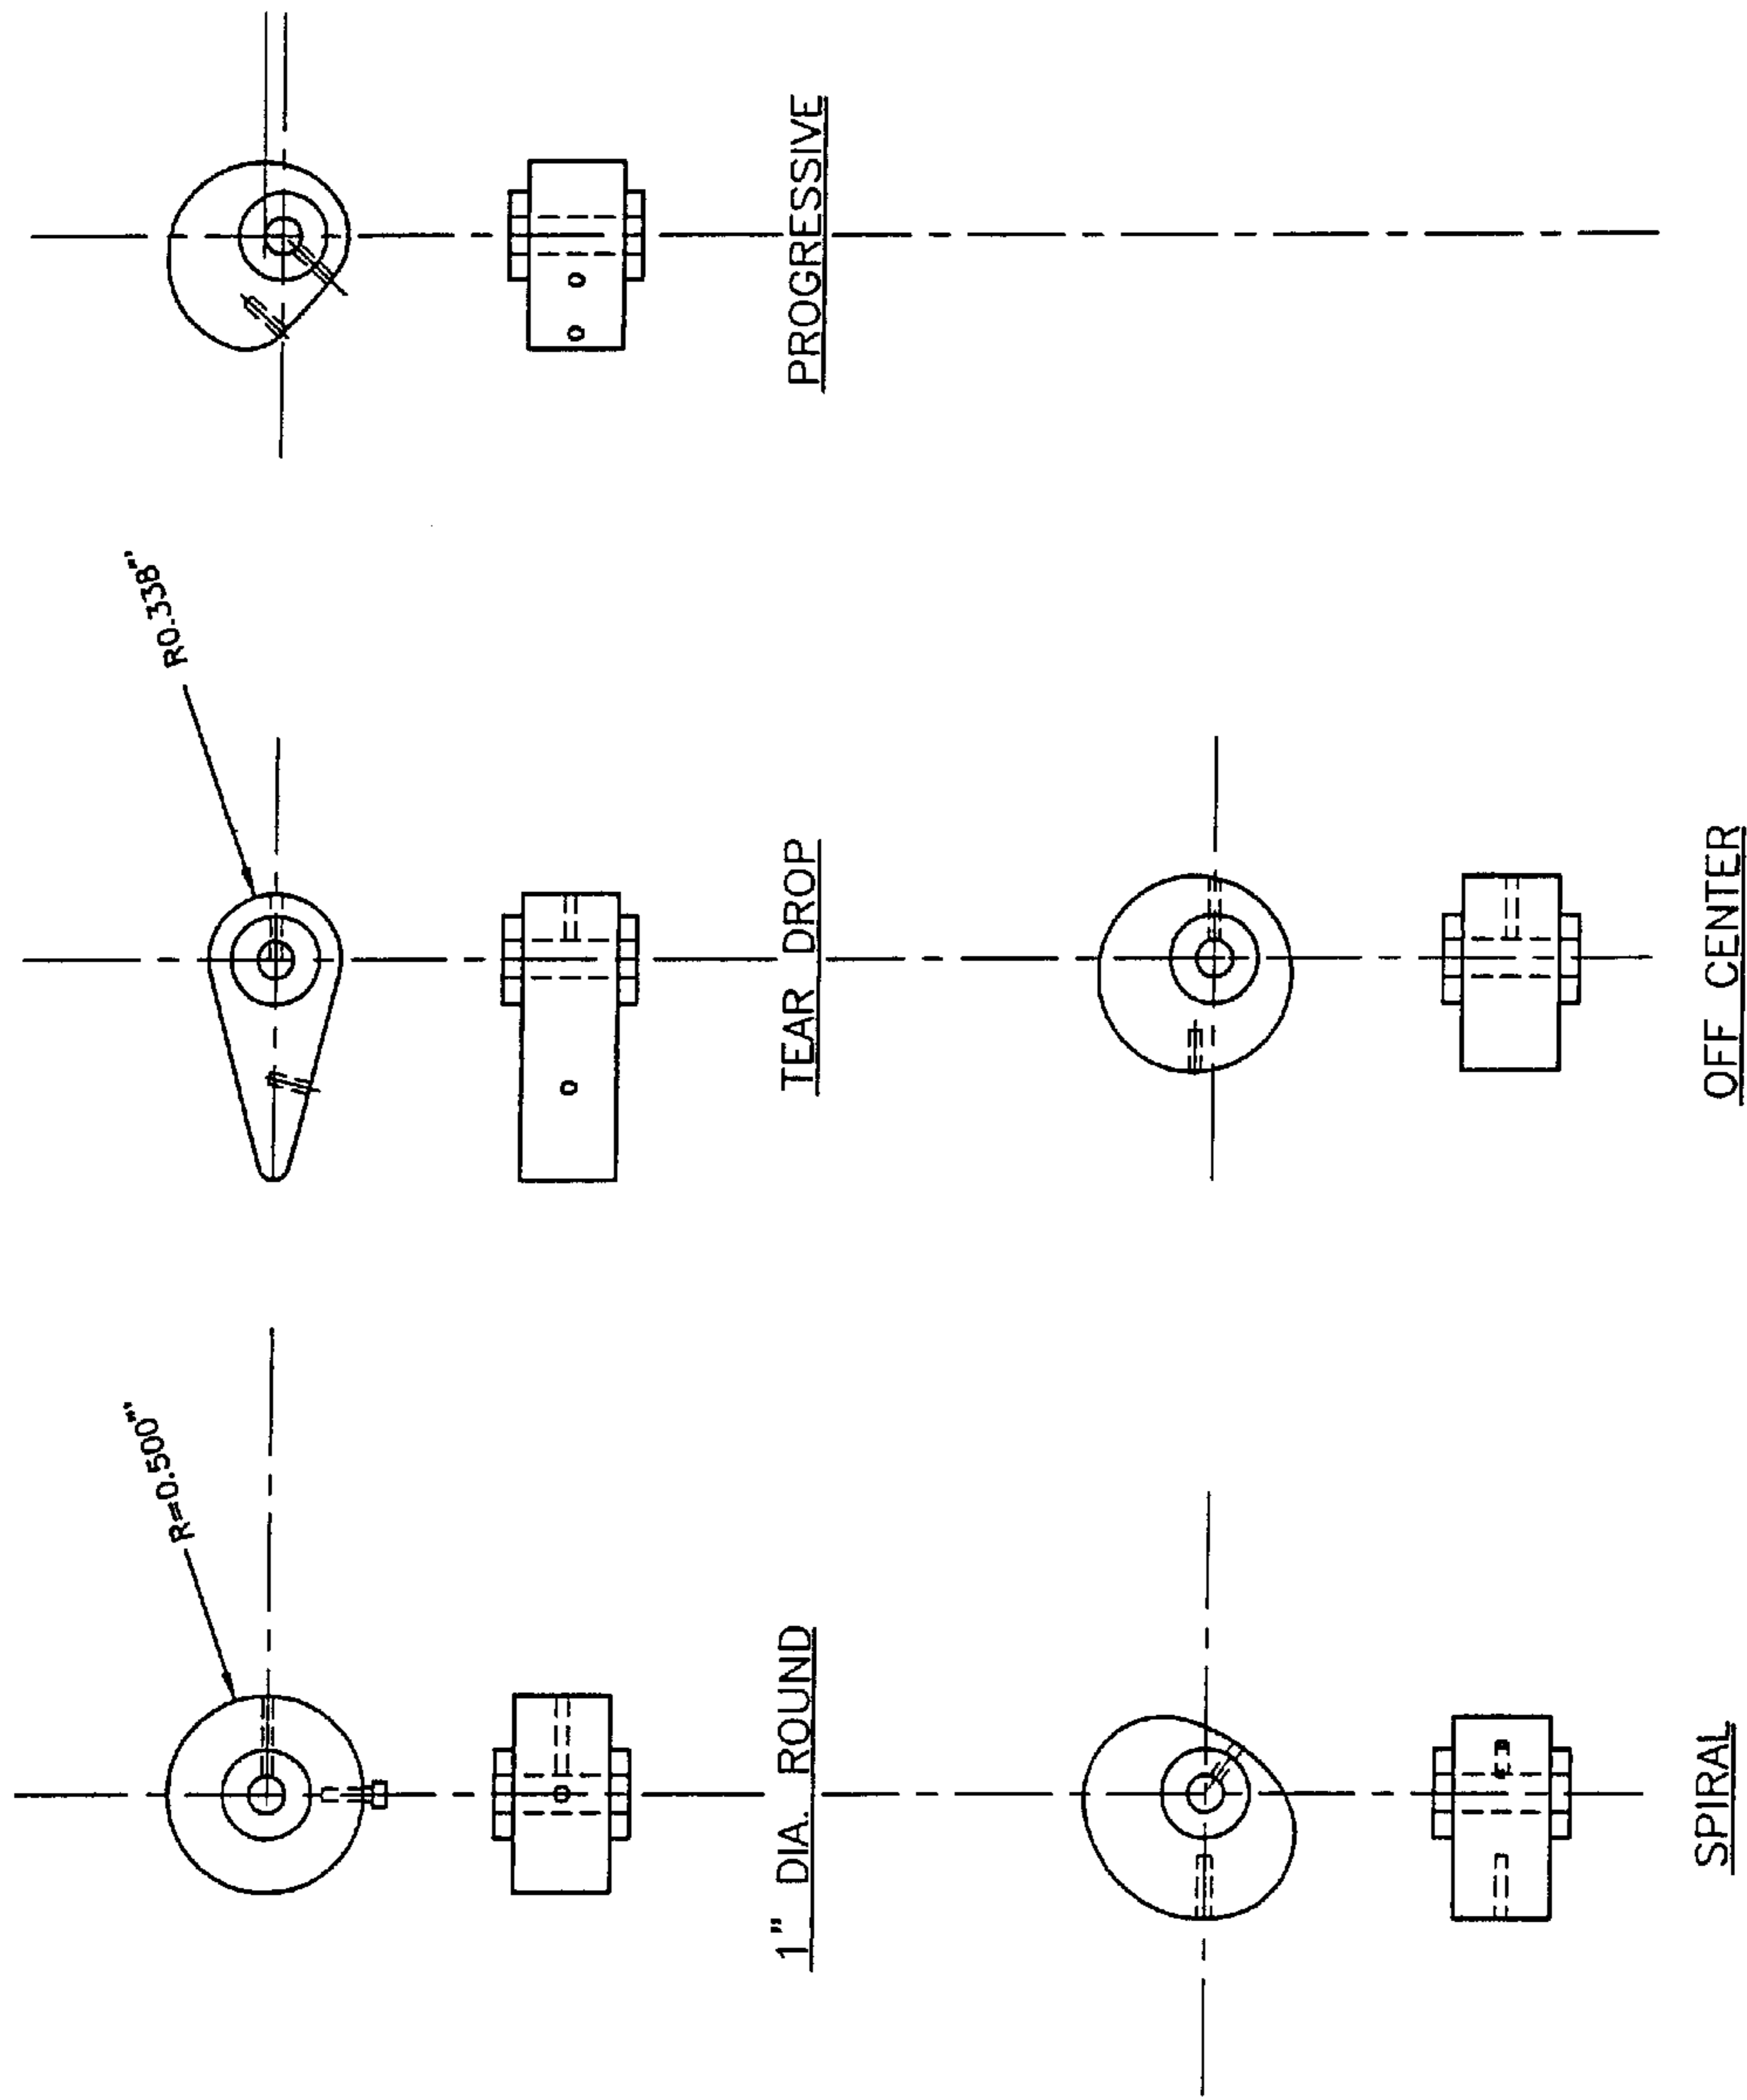 R=0.500"
R0.338"
1" DIA. ROUND
TEAR DROP
PROGRESSIVE
SPIRAL
OFF CENTER